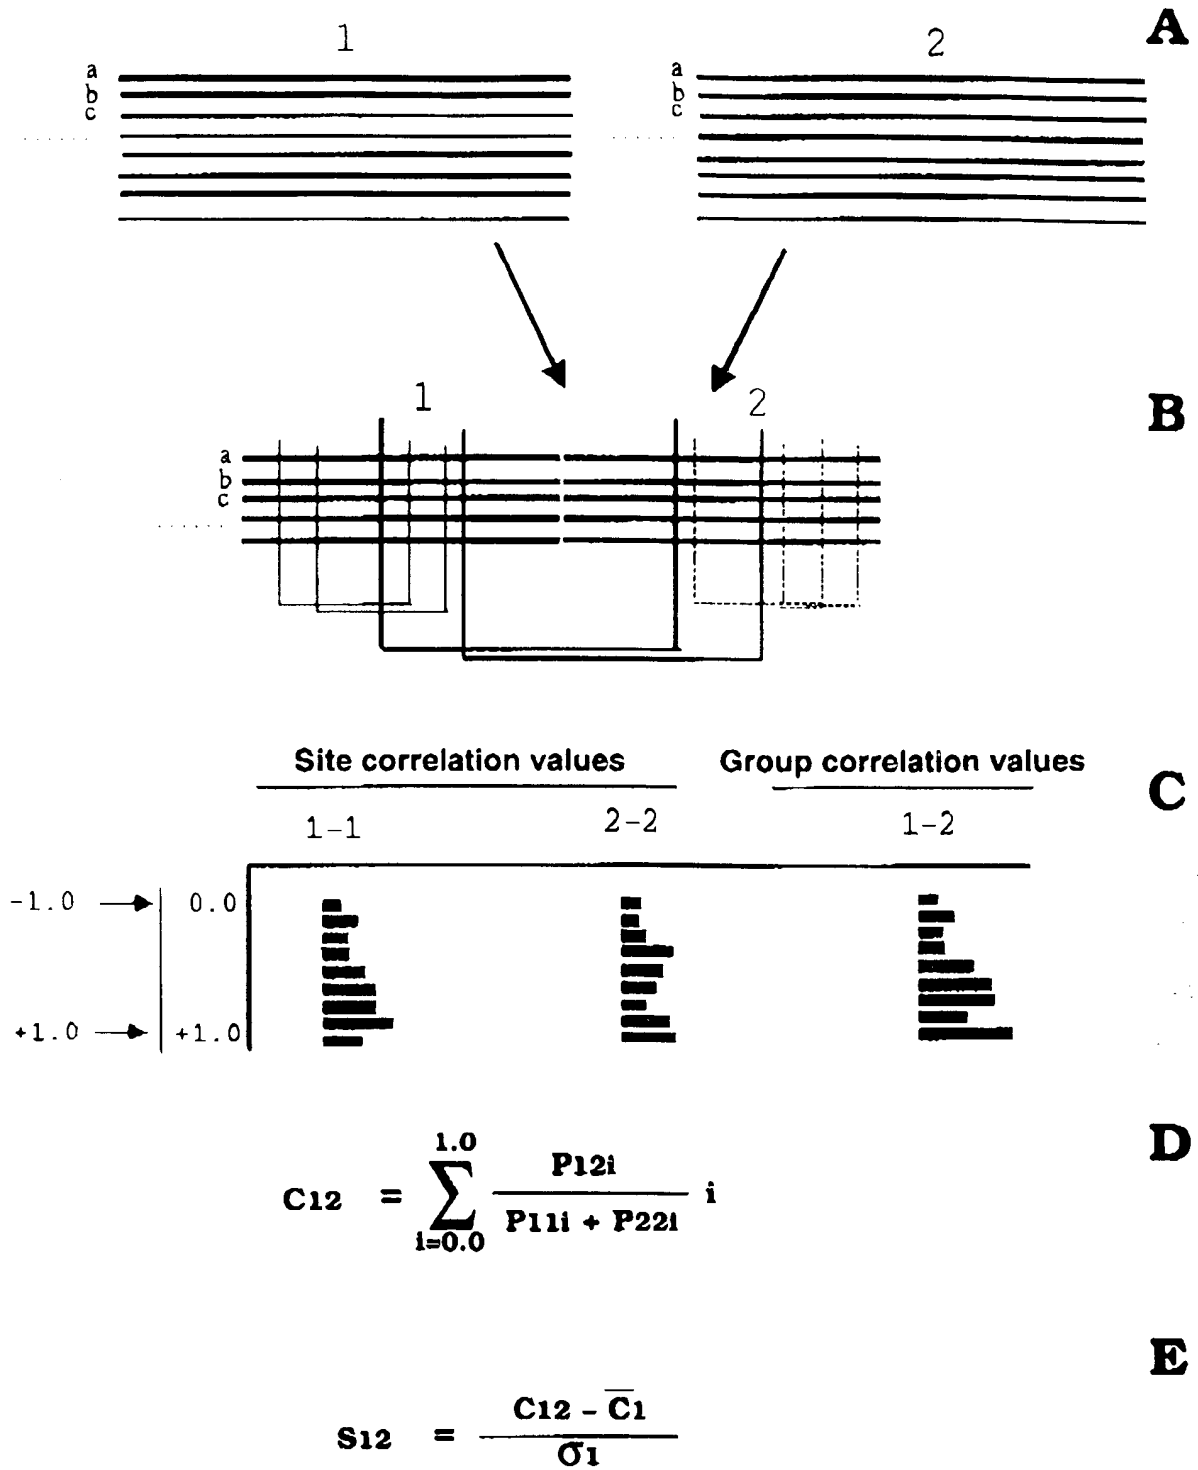 A
1 2
a a
b b
c c
B
1 2
a
b
c
C
Site correlation values Group correlation values
1-1 2-2 1-2
-1.0 0.0
+1.0 +1.0
D
C12 = 1.0 ∑ i=0.0 P12i / P11i + P22i i
E
S12 = C12 - C̅1 / σ1